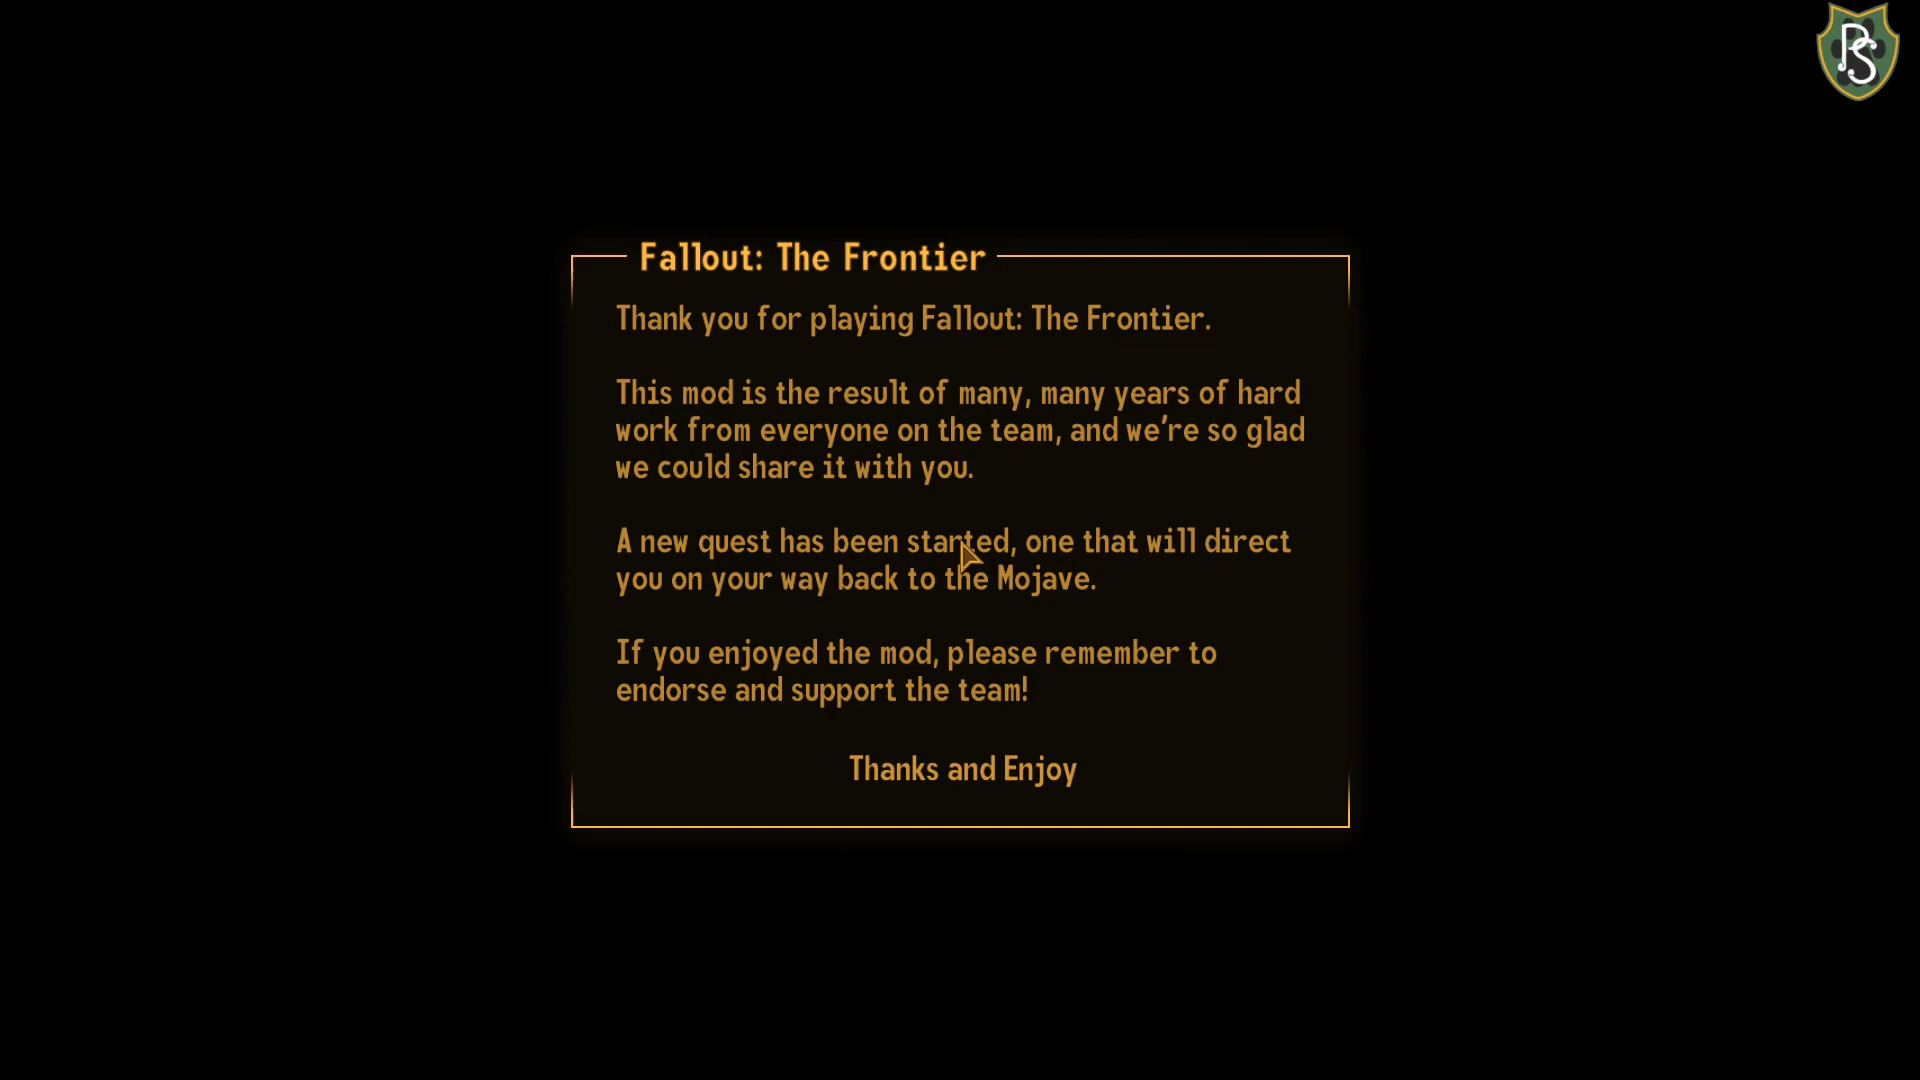 PS
Fallout: The Frontier
Thank you for playing Fallout: The Frontier.
This mod is the result of many, many years of hard
work from everyone on the team, and we're so glad
we could share it with you.
A new quest has been started, one that will direct
you on your way back to the Mojave.
If you enjoyed the mod, please remember to
endorse and support the team!
Thanks and Enjoy